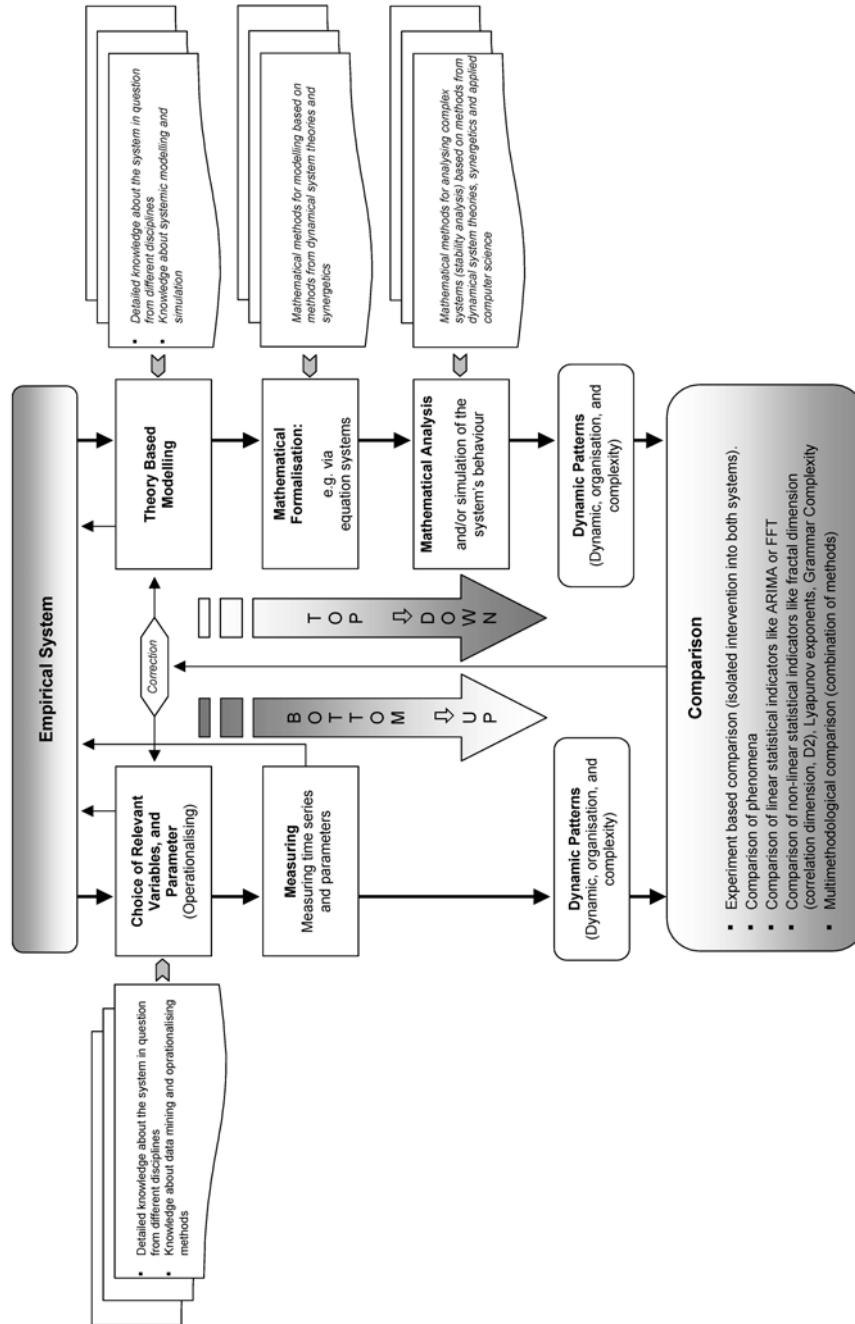 Empirical System
▪ Detailed knowledge about the system in question
from different disciplines
▪ Knowledge about data mining and oprationalising
methods
Choice of Relevant
Variables, and
Parameter
(Operationalising)
Correction
Theory Based
Modelling
▪ Detailed knowledge about the system in question
from different disciplines
▪ Knowledge about systemic modelling and
simulation
Measuring
Measuring time series
and parameters
BOTTOM ⇨ UP
TOP ⇨ DOWN
Mathematical
Formalisation:
e.g. via
equation systems
Mathematical methods for modelling based on
methods from dynamical system theories and
synergetics
Mathematical Analysis
and/or simulation of the
system's behaviour
Mathematical methods for analysing complex
systems (stability analysis) based on methods from
dynamical system theories, synergetics and applied
computer science
Dynamic Patterns
(Dynamic, organisation, and
complexity)
Dynamic Patterns
(Dynamic, organisation, and
complexity)
Comparison
▪ Experiment based comparison (isolated intervention into both systems).
▪ Comparison of phenomena
▪ Comparison of linear statistical indicators like ARIMA or FFT
▪ Comparison of non-linear statistical indicators like fractal dimension
(correlation dimension, D2), Lyapunov exponents, Grammar Complexity
▪ Multimethodological comparison (combination of methods)